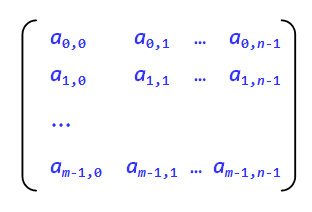 a0,0 a0,1 … a0,n-1
a1,0 a1,1 … a1,n-1
…
am-1,0 am-1,1 … am-1,n-1